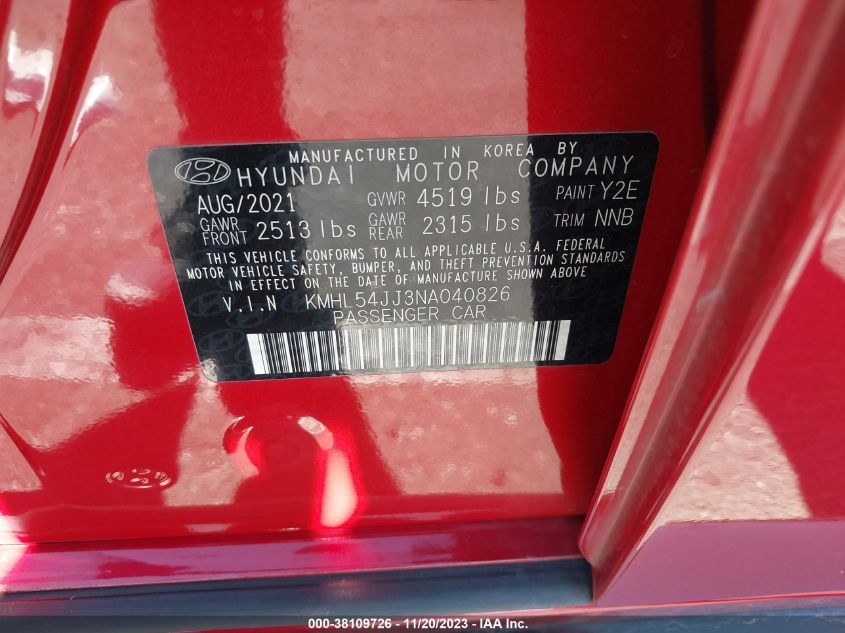 MANUFACTURED IN KOREA BY
HYUNDAI MOTOR COMPANY
AUG/2021 GVWR 4519 lbs PAINT Y2E
GAWR FRONT 2513 lbs GAWR REAR 2315 lbs TRIM NNB
THIS VEHICLE CONFORMS TO ALL APPLICABLE U.S.A. FEDERAL
MOTOR VEHICLE SAFETY, BUMPER, AND THEFT PREVENTION STANDARDS
IN EFFECT ON THE DATE OF MANUFACTURE SHOWN ABOVE
V.I.N KMHL54JJ3NA040826
PASSENGER CAR
000-38109726 - 11/20/2023 - IAA Inc.